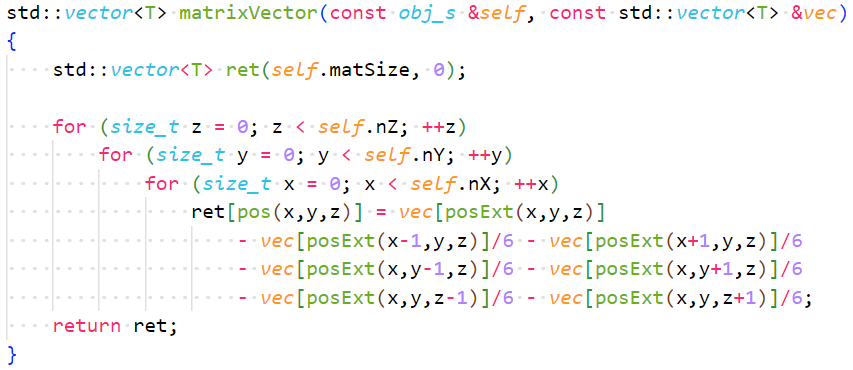 std::vector<T> matrixVector(const obj_s &self, const std::vector<T> &vec)
{
    std::vector<T> ret(self.matSize, 0);

    for (size_t z = 0; z < self.nZ; ++z)
        for (size_t y = 0; y < self.nY; ++y)
            for (size_t x = 0; x < self.nX; ++x)
                ret[pos(x,y,z)] = vec[posExt(x,y,z)]
                    - vec[posExt(x-1,y,z)]/6 - vec[posExt(x+1,y,z)]/6
                    - vec[posExt(x,y-1,z)]/6 - vec[posExt(x,y+1,z)]/6
                    - vec[posExt(x,y,z-1)]/6 - vec[posExt(x,y,z+1)]/6;
    return ret;
}